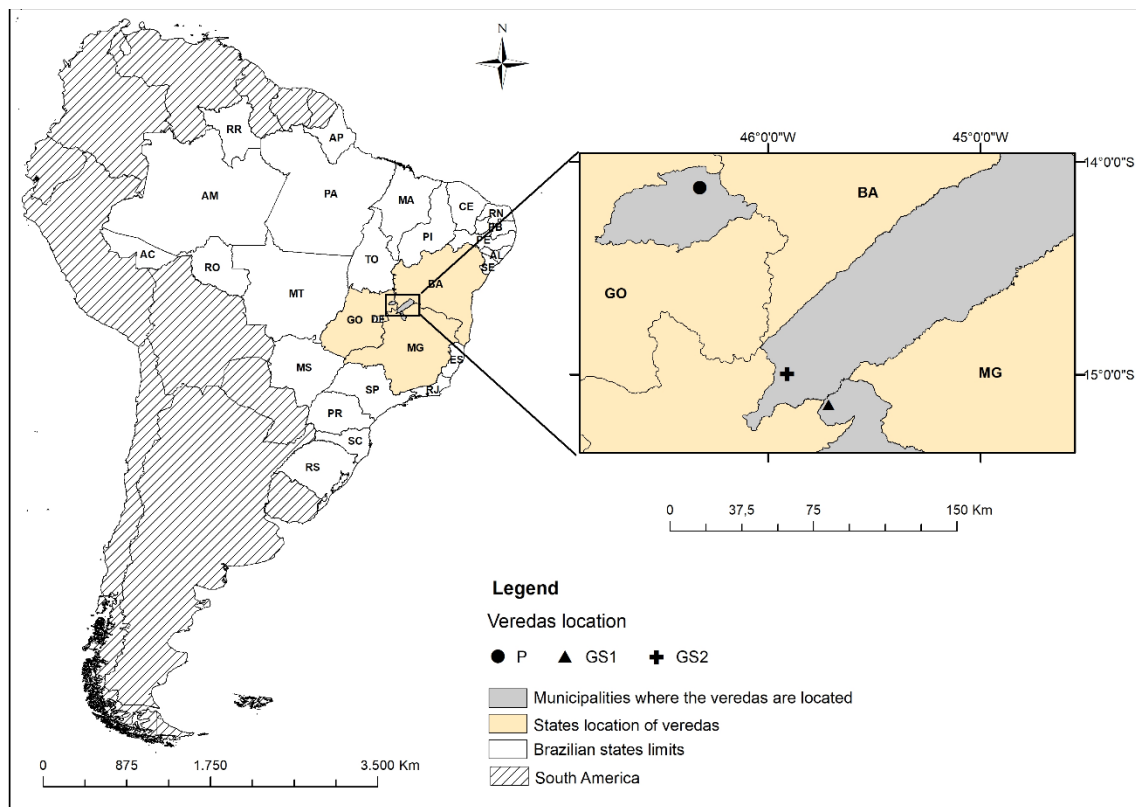 N
46°0'0"W 45°0'0"W
14°0'0"S
15°0'0"S
RR
AP
AM
PA
MA
CE
RN
PB
PE
PI
AL
SE
AC
RO
TO
BA
MT
GO
DF
MG
ES
MS
SP
RJ
PR
SC
RS
BA
GO
MG
0 37,5 75 150 Km
Legend
Veredas location
P GS1 GS2
Municipalities where the veredas are located
States location of veredas
Brazilian states limits
South America
0 875 1.750 3.500 Km